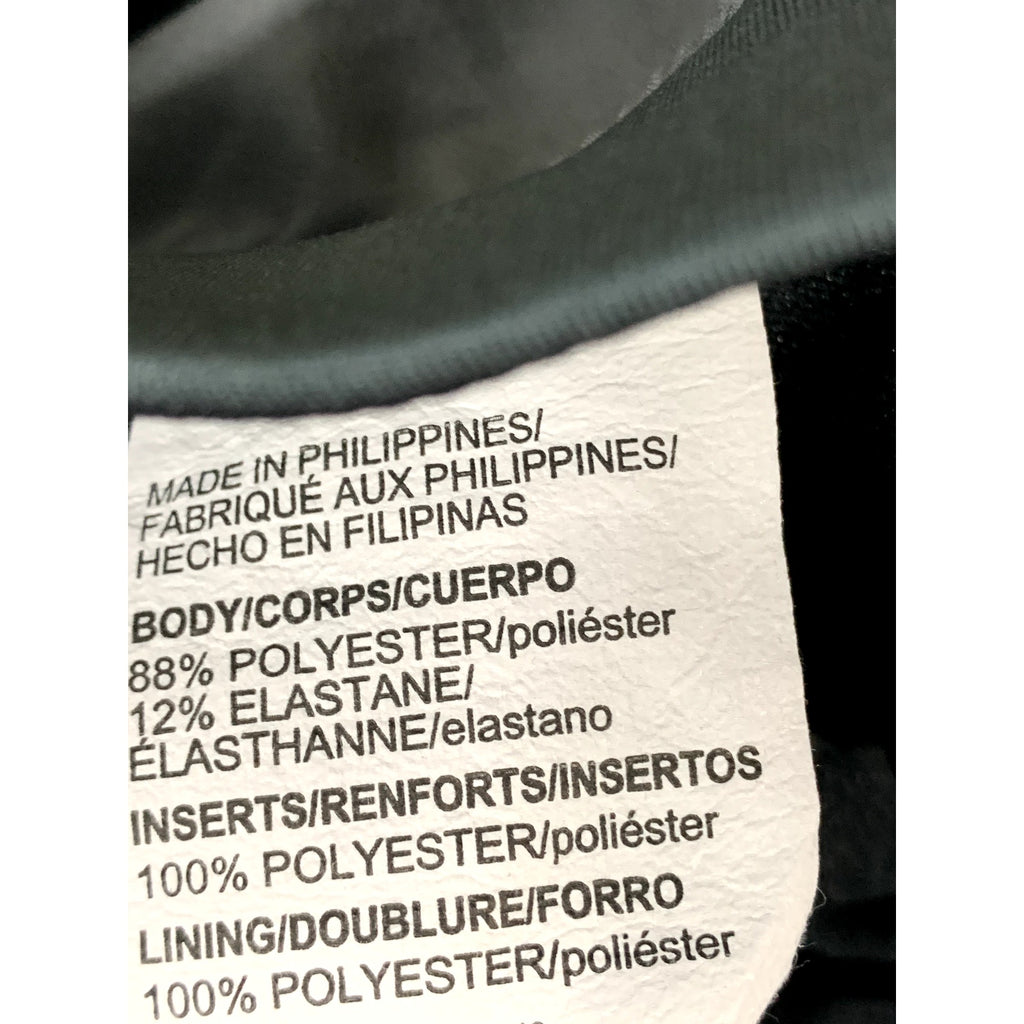 MADE IN PHILIPPINES/
FABRIQUÉ AUX PHILIPPINES/
HECHO EN FILIPINAS
BODY/CORPS/CUERPO
88% POLYESTER/poliéster
12% ELASTANE/
ÉLASTHANNE/elastano
INSERTS/RENFORTS/INSERTOS
100% POLYESTER/poliéster
LINING/DOUBLURE/FORRO
100% POLYESTER/poliéster